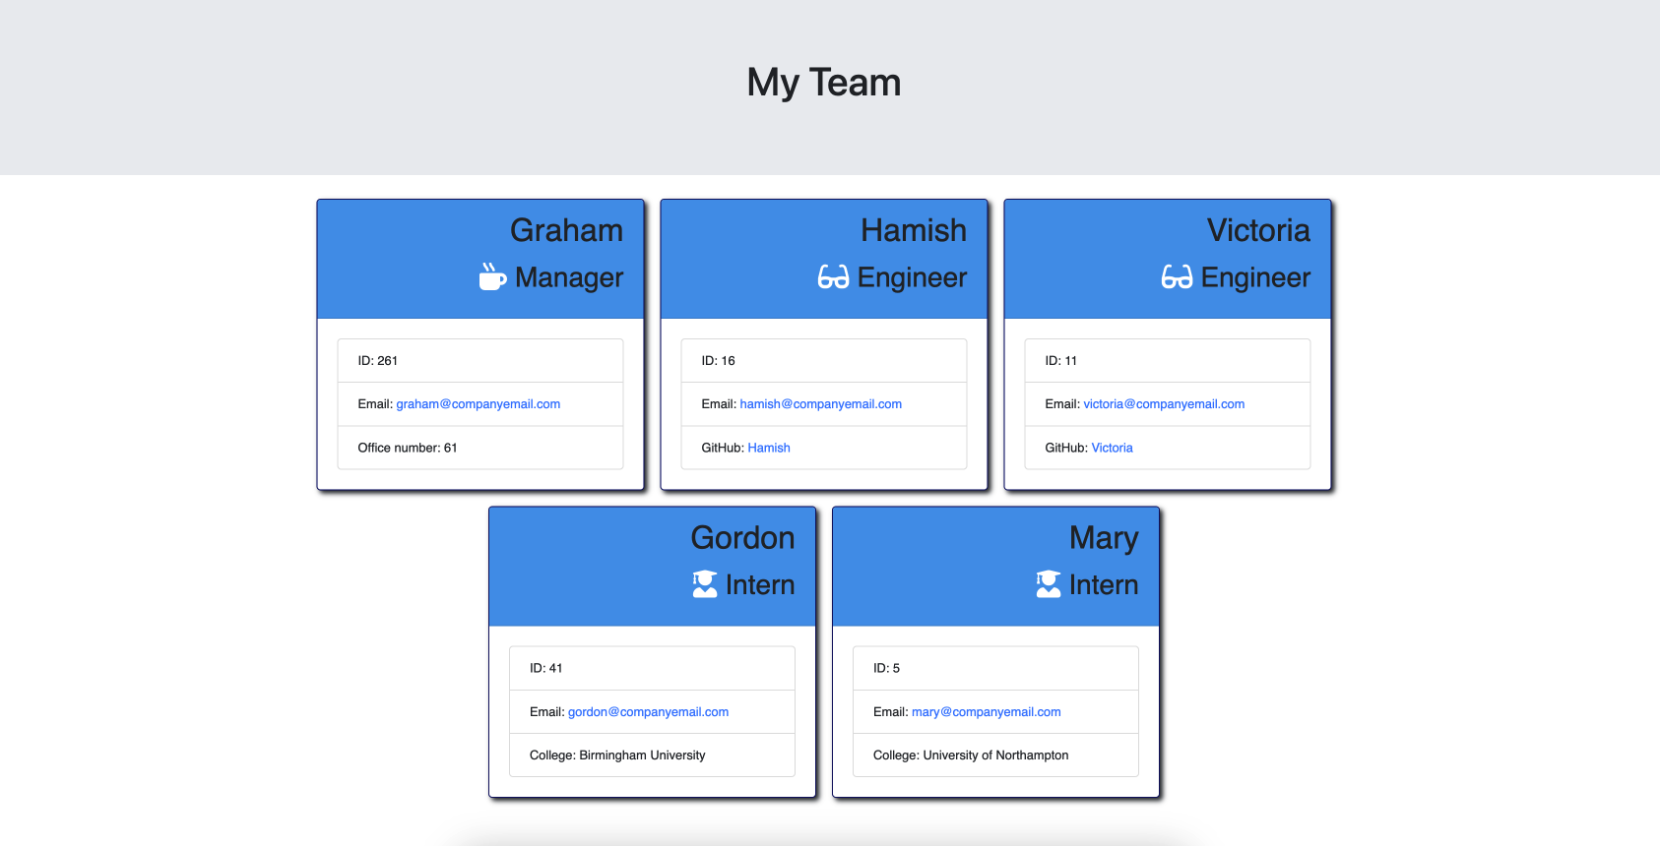 My Team
Graham
Manager
ID: 261
Email: graham@companyemail.com
Office number: 61
Hamish
Engineer
ID: 16
Email: hamish@companyemail.com
GitHub: Hamish
Victoria
Engineer
ID: 11
Email: victoria@companyemail.com
GitHub: Victoria
Gordon
Intern
ID: 41
Email: gordon@companyemail.com
College: Birmingham University
Mary
Intern
ID: 5
Email: mary@companyemail.com
College: University of Northampton